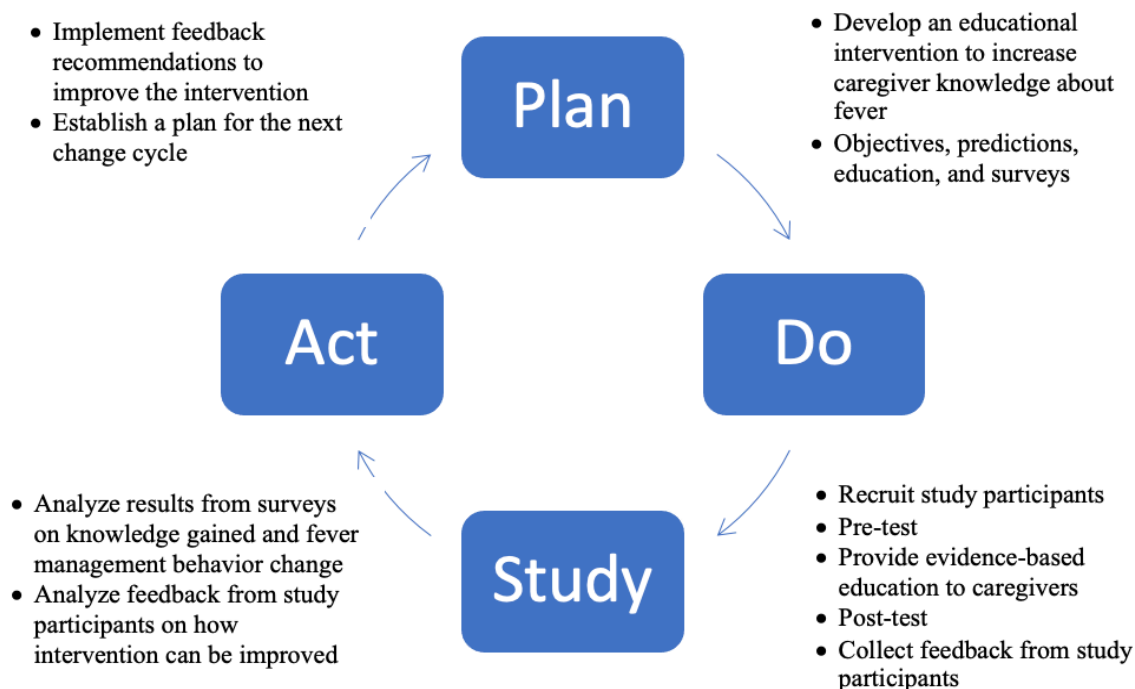 • Implement feedback
recommendations to
improve the intervention
• Establish a plan for the next
change cycle
Plan
• Develop an educational
intervention to increase
caregiver knowledge about
fever
• Objectives, predictions,
education, and surveys
Act
Do
• Analyze results from surveys
on knowledge gained and fever
management behavior change
• Analyze feedback from study
participants on how
intervention can be improved
Study
• Recruit study participants
• Pre-test
• Provide evidence-based
education to caregivers
• Post-test
• Collect feedback from study
participants